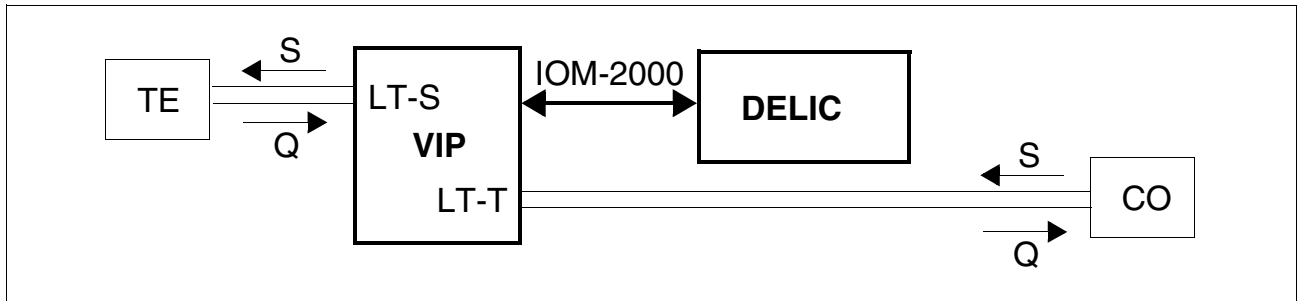 S
TE
Q
LT-S
VIP
LT-T
IOM-2000
DELIC
S
CO
Q